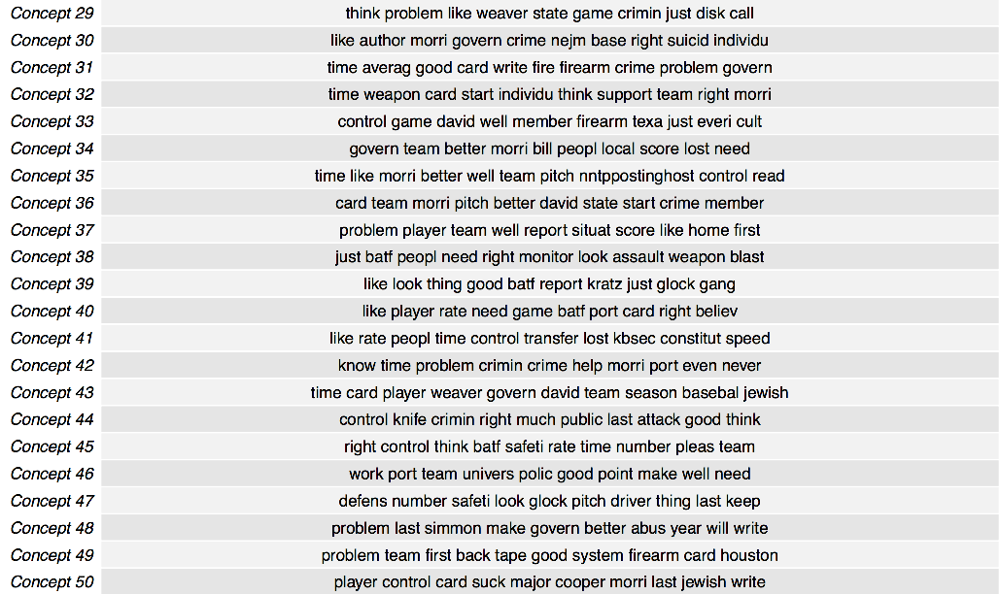 Concept 29 think problem like weaver state game crimin just disk call
Concept 30 like author morri govern crime nejm base right suicid individu
Concept 31 time averag good card write fire firearm crime problem govern
Concept 32 time weapon card start individu think support team right morri
Concept 33 control game david well member firearm texa just everi cult
Concept 34 govern team better morri bill peopl local score lost need
Concept 35 time like morri better well team pitch nntppostinghost control read
Concept 36 card team morri pitch better david state start crime member
Concept 37 problem player team well report situat score like home first
Concept 38 just batf peopl need right monitor look assault weapon blast
Concept 39 like look thing good batf report kratz just glock gang
Concept 40 like player rate need game batf port card right believ
Concept 41 like rate peopl time control transfer lost kbsec constitut speed
Concept 42 know time problem crimin crime help morri port even never
Concept 43 time card player weaver govern david team season basebal jewish
Concept 44 control knife crimin right much public last attack good think
Concept 45 right control think batf safeti rate time number pleas team
Concept 46 work port team univers polic good point make well need
Concept 47 defens number safeti look glock pitch driver thing last keep
Concept 48 problem last simmon make govern better abus year will write
Concept 49 problem team first back tape good system firearm card houston
Concept 50 player control card suck major cooper morri last jewish write